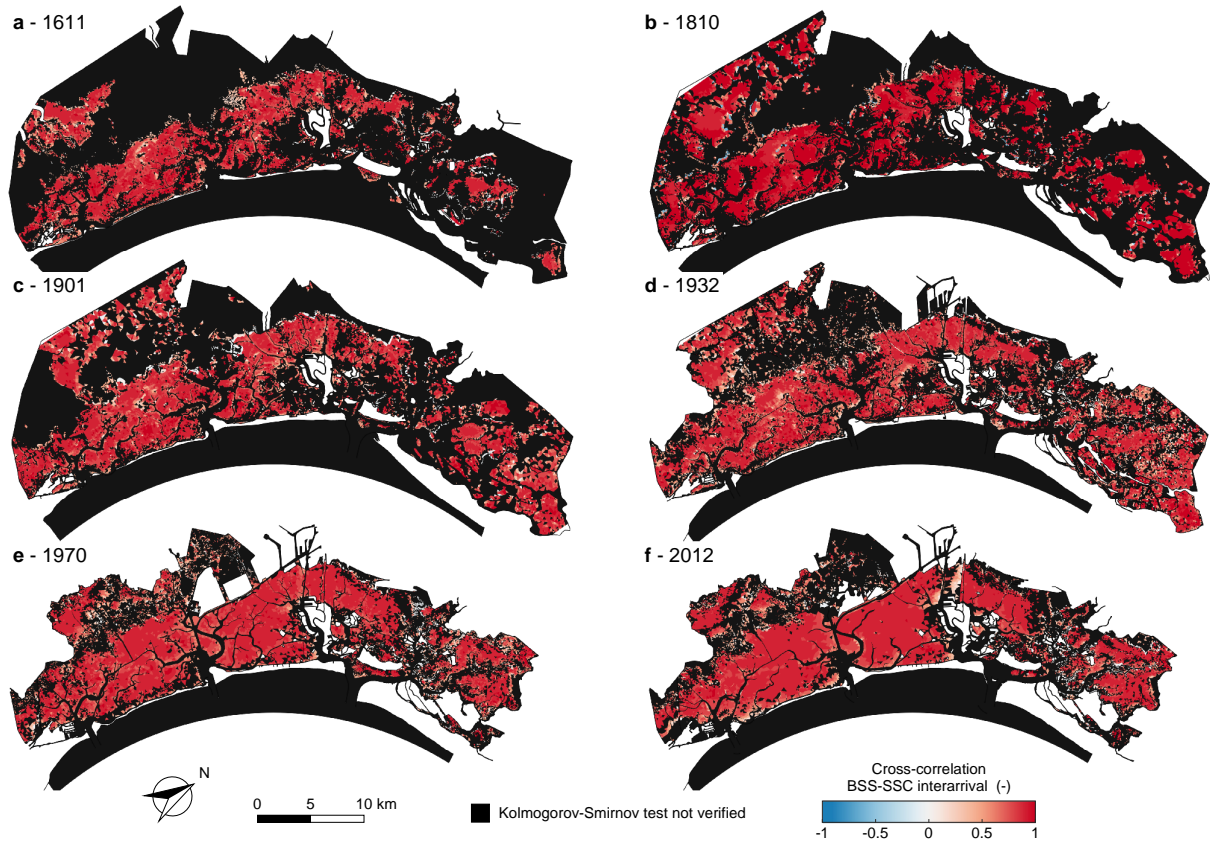 a - 1611
b - 1810
c - 1901
d - 1932
e - 1970
f - 2012
N
0 5 10 km
Kolmogorov-Smirnov test not verified
Cross-correlation
BSS-SSC interarrival (-)
-1 -0.5 0 0.5 1